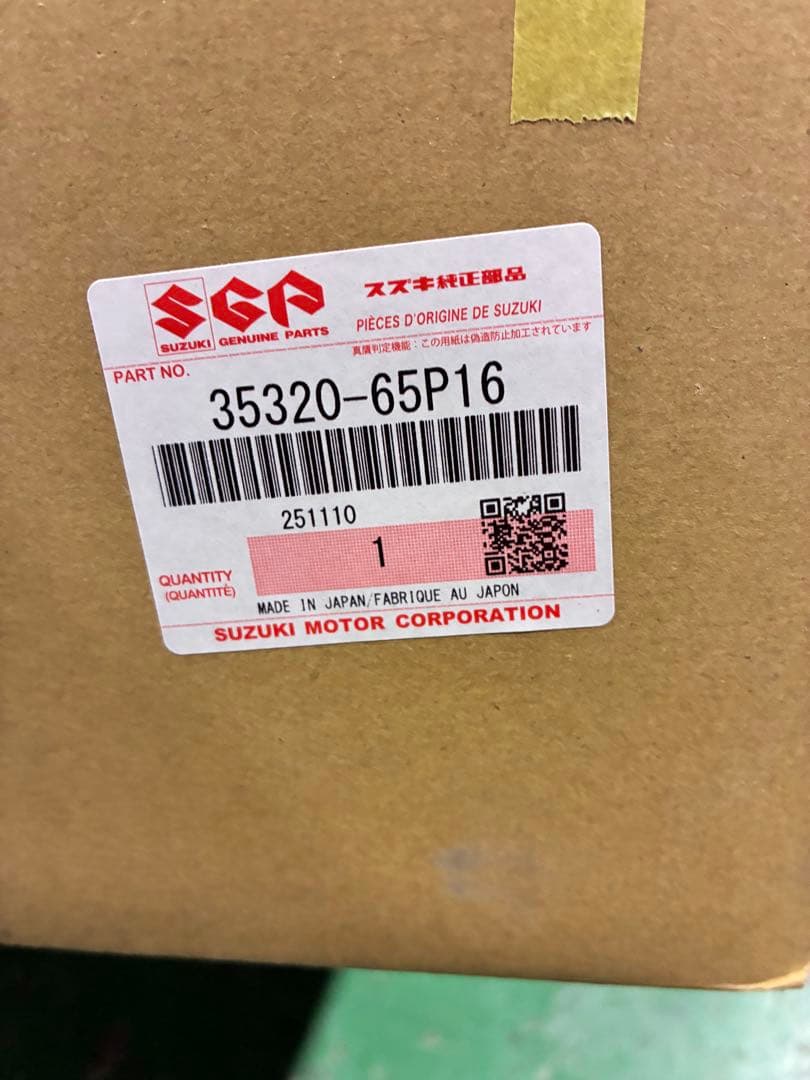 SGP
スズキ純正部品
SUZUKI GENUINE PARTS
PIÈCES D'ORIGINE DE SUZUKI
真贋判定機能：この用紙は偽造防止加工されています
PART NO.
35320-65P16
251110
1
QUANTITY
(QUANTITÉ)
MADE IN JAPAN/FABRIQUE AU JAPON
SUZUKI MOTOR CORPORATION